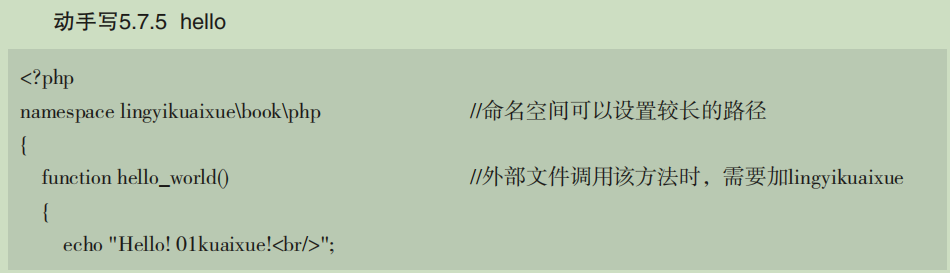 动手写5.7.5 hello
<?php
namespace lingyikuaixue\book\php //命名空间可以设置较长的路径
{
function hello_world() //外部文件调用该方法时，需要加lingyikuaixue
{
echo "Hello! 01kuaixue!<br/>";